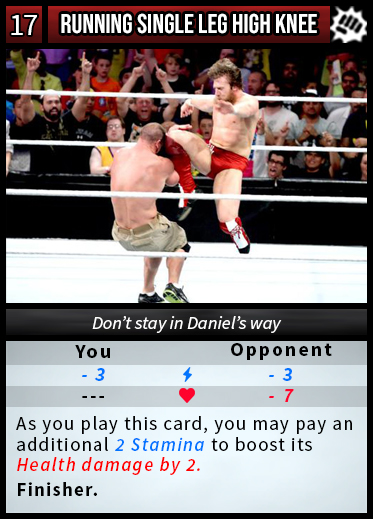 17 RUNNING SINGLE LEG HIGH KNEE
Don't stay in Daniel's way
You Opponent
- 3 - 3
--- - 7
As you play this card, you may pay an
additional 2 Stamina to boost its
Health damage by 2.
Finisher.